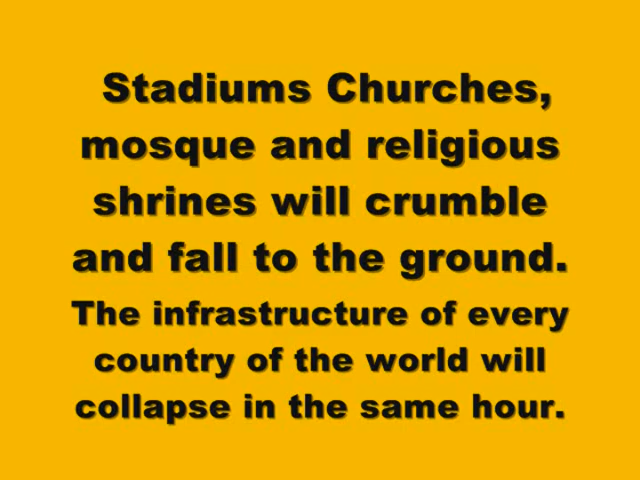 Stadiums Churches,
mosque and religious
shrines will crumble
and fall to the ground.
The infrastructure of every
country of the world will
collapse in the same hour.